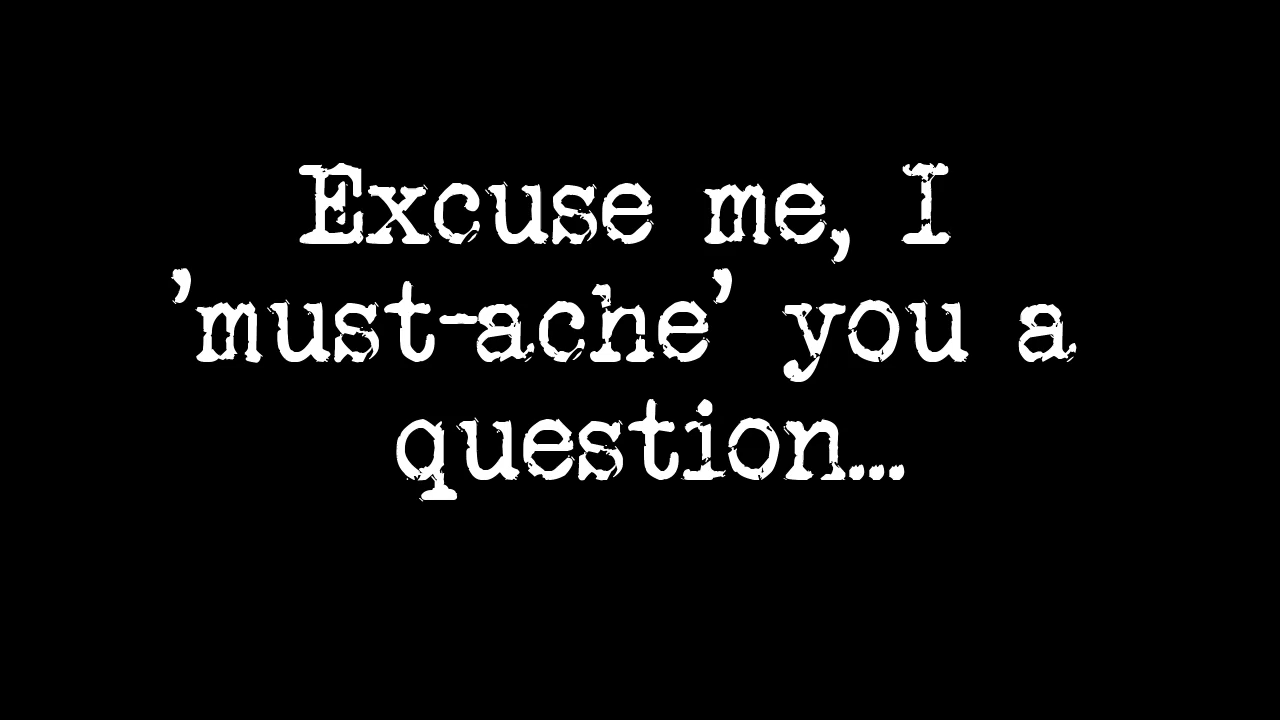 Excuse me, I
’must-ache’ you a
question...